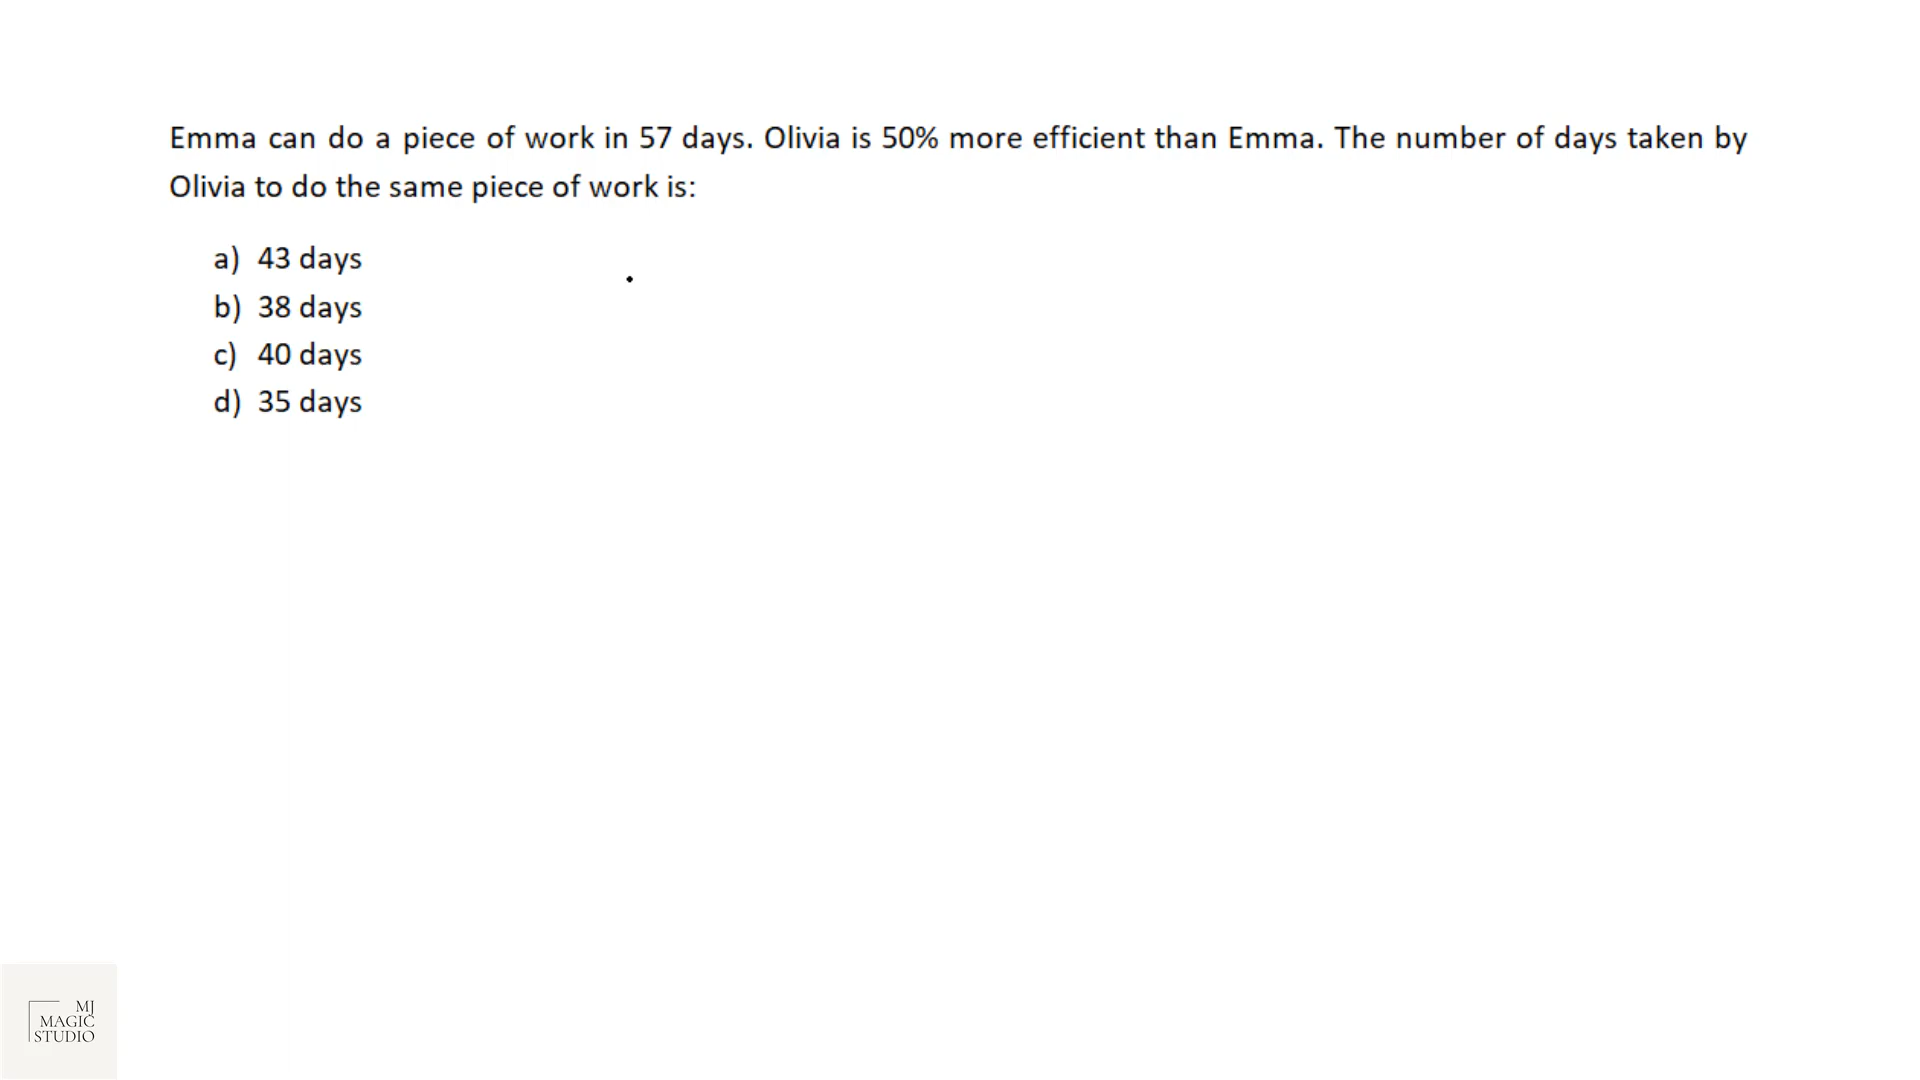 Emma can do a piece of work in 57 days. Olivia is 50% more efficient than Emma. The number of days taken by
Olivia to do the same piece of work is:
a) 43 days
b) 38 days
c) 40 days
d) 35 days
MJ
MAGIC
STUDIO